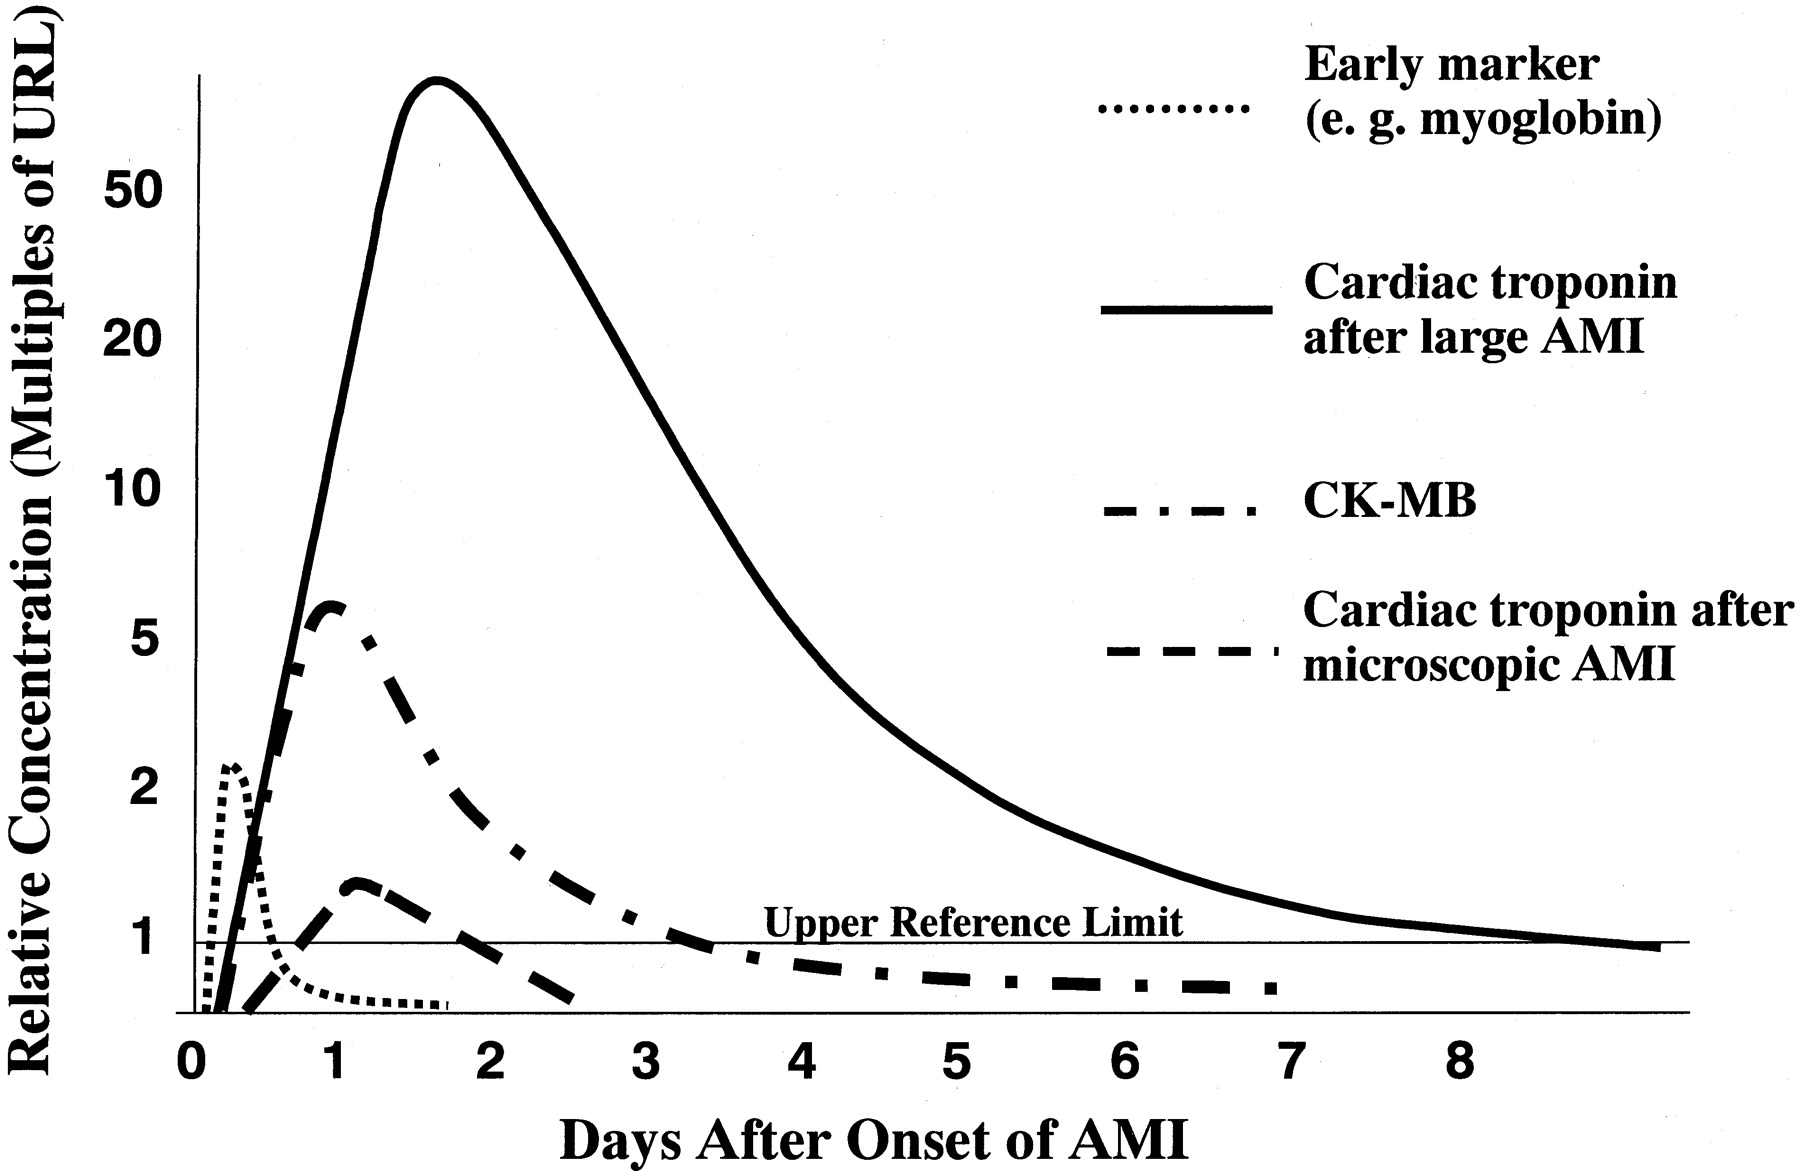 Relative Concentration (Multiples of URL)
50
20
10
5
2
1
Early marker
(e. g. myoglobin)
Cardiac troponin
after large AMI
CK-MB
Cardiac troponin after
microscopic AMI
Upper Reference Limit
0 1 2 3 4 5 6 7 8
Days After Onset of AMI